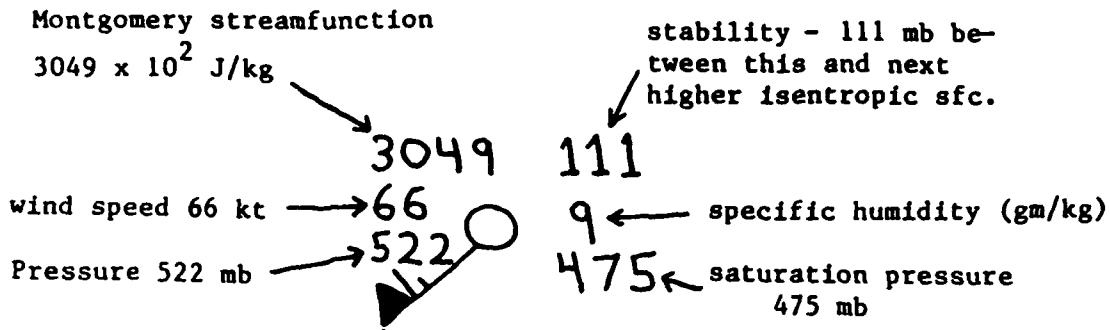 Montgomery streamfunction
3049 x 10² J/kg
stability - 111 mb be-
tween this and next
higher isentropic sfc.
3049 111
wind speed 66 kt 66 9 specific humidity (gm/kg)
Pressure 522 mb 522 475 saturation pressure
475 mb